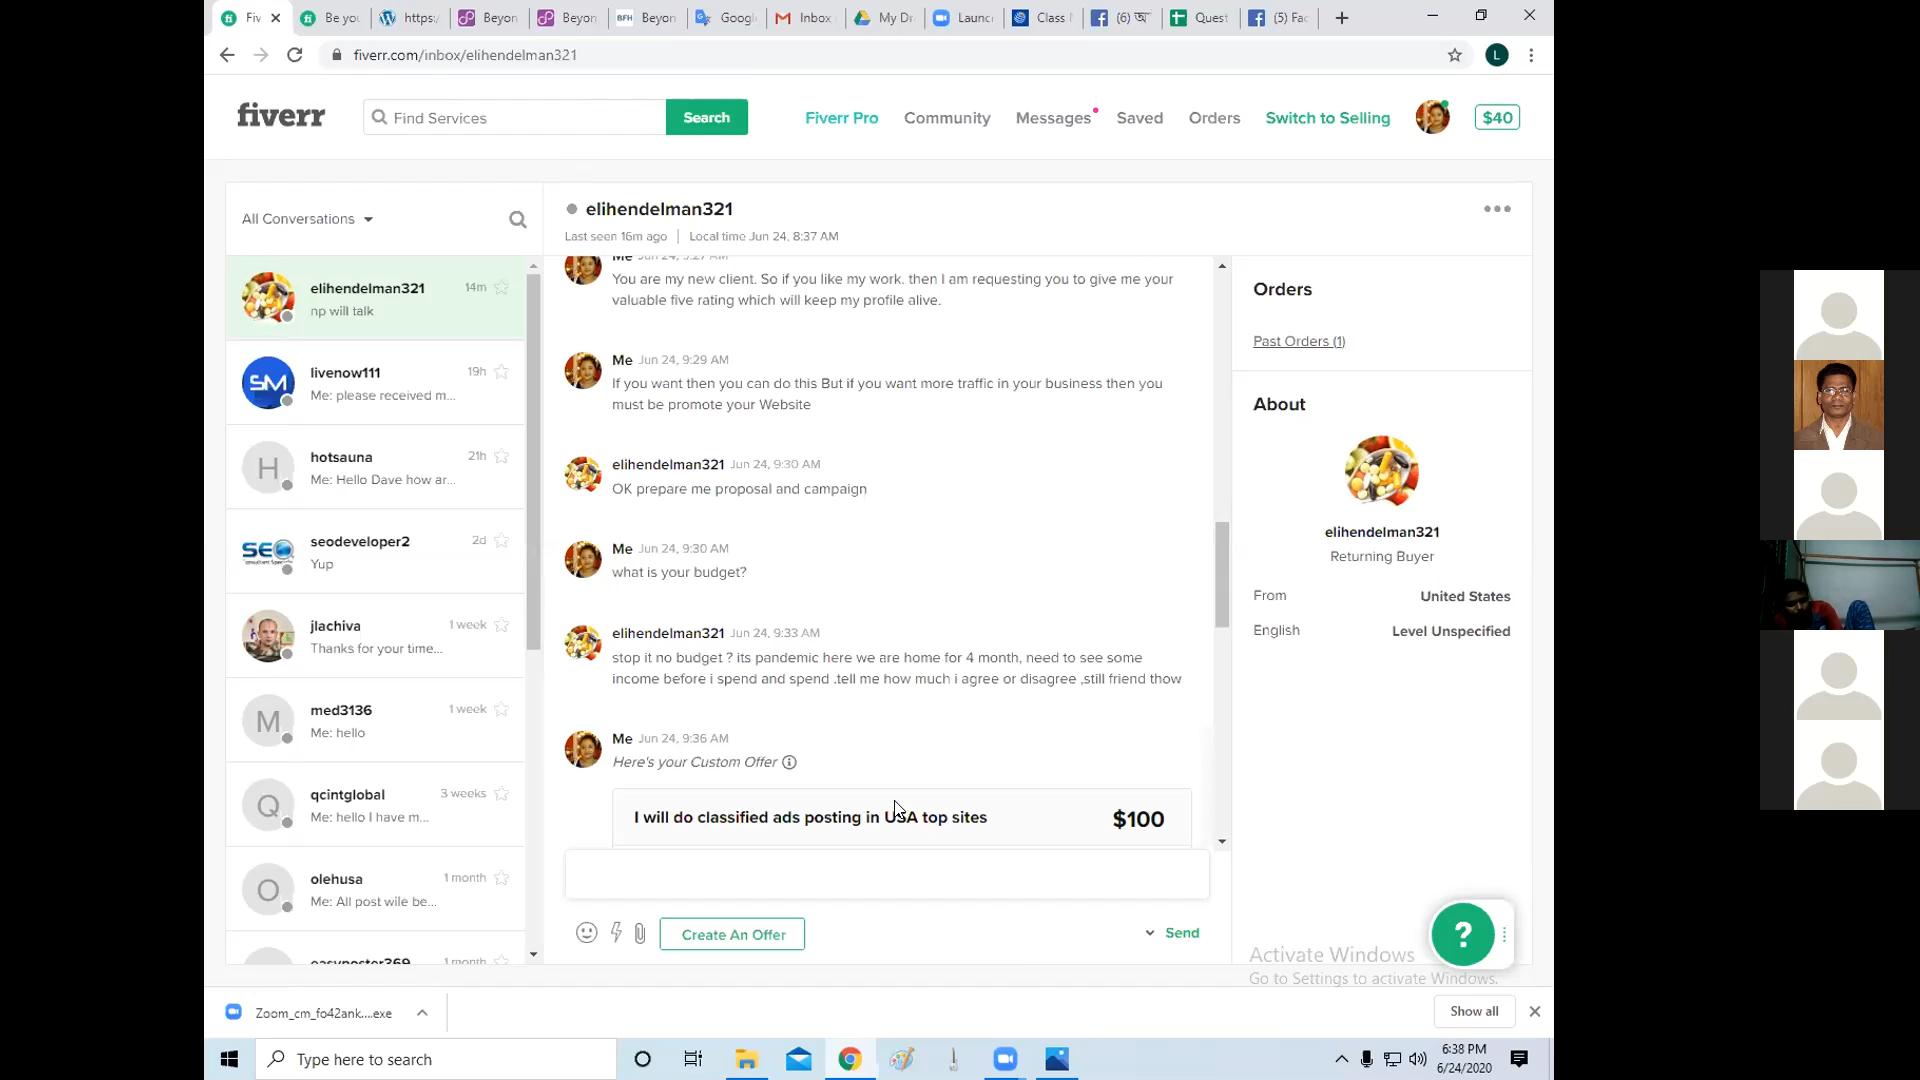 Fiv
Be you
https:
Beyon
Beyon
BFH Beyon
Googl
Inbox
My Dr
Launc
Class
(6)
Quest
(5) Fac
fiverr.com/inbox/elihendelman321
L
fiverr
Find Services
Search
Fiverr Pro
Community
Messages
Saved
Orders
Switch to Selling
$40
All Conversations
elihendelman321
14m
np will talk
SM
livenow111
19h
Me: please received m...
H
hotsauna
21h
Me: Hello Dave how ar...
SEO
seodeveloper2
2d
Yup
jlachiva
1 week
Thanks for your time...
M
med3136
1 week
Me: hello
Q
qcintglobal
3 weeks
Me: hello I have m...
O
olehusa
1 month
Me: All post wile be...
easyposter369
1 month
elihendelman321
Last seen 16m ago | Local time Jun 24, 8:37 AM
Me Jun 24, 9:27 AM
You are my new client. So if you like my work. then I am requesting you to give me your
valuable five rating which will keep my profile alive.
Me Jun 24, 9:29 AM
If you want then you can do this But if you want more traffic in your business then you
must be promote your Website
elihendelman321 Jun 24, 9:30 AM
OK prepare me proposal and campaign
Me Jun 24, 9:30 AM
what is your budget?
elihendelman321 Jun 24, 9:33 AM
stop it no budget ? its pandemic here we are home for 4 month, need to see some
income before i spend and spend .tell me how much i agree or disagree ,still friend thow
Me Jun 24, 9:36 AM
Here's your Custom Offer
I will do classified ads posting in USA top sites
$100
Create An Offer
Send
Orders
Past Orders (1)
About
elihendelman321
Returning Buyer
From
United States
English
Level Unspecified
?
Activate Windows
Go to Settings to activate Windows.
Zoom_cm_fo42ank....exe
Show all
Type here to search
6:38 PM
6/24/2020